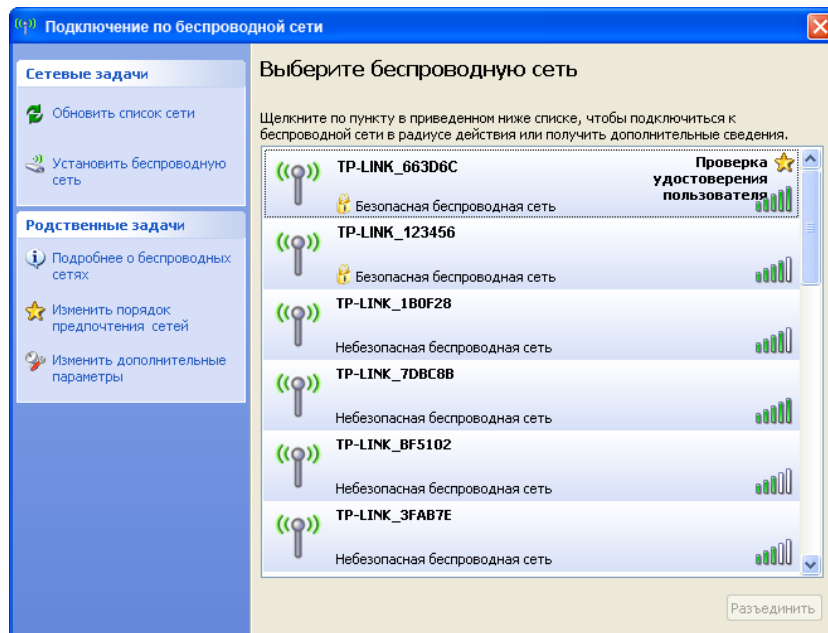 Подключение по беспроводной сети
Сетевые задачи
Обновить список сети
Установить беспроводную
сеть
Родственные задачи
Подробнее о беспроводных
сетях
Изменить порядок
предпочтения сетей
Изменить дополнительные
параметры
Выберите беспроводную сеть
Щелкните по пункту в приведенном ниже списке, чтобы подключиться к
беспроводной сети в радиусе действия или получить дополнительные сведения.
TP-LINK_663D6C
Проверка
удостоверения
пользователя
Безопасная беспроводная сеть
TP-LINK_123456
Безопасная беспроводная сеть
TP-LINK_1B0F28
Небезопасная беспроводная сеть
TP-LINK_7DBC8B
Небезопасная беспроводная сеть
TP-LINK_BF5102
Небезопасная беспроводная сеть
TP-LINK_3FAB7E
Небезопасная беспроводная сеть
Разъединить